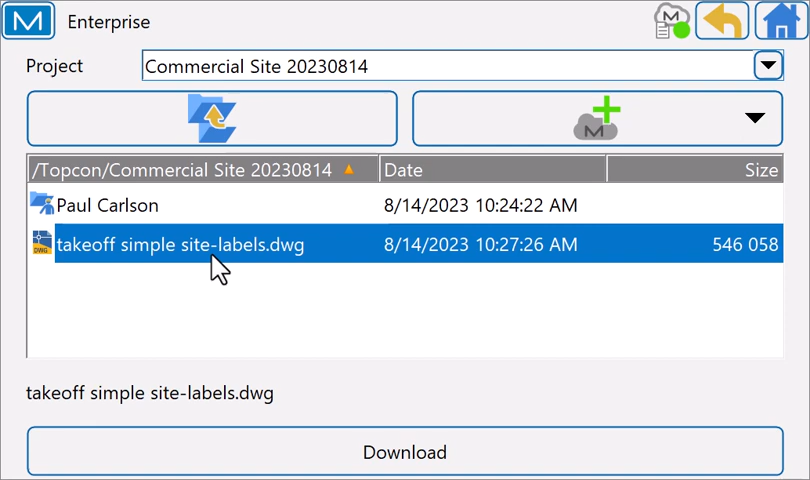 M Enterprise M
Project Commercial Site 20230814
M
/Topcon/Commercial Site 20230814 Date Size
Paul Carlson 8/14/2023 10:24:22 AM
DWG takeoff simple site-labels.dwg 8/14/2023 10:27:26 AM 546 058
takeoff simple site-labels.dwg
Download